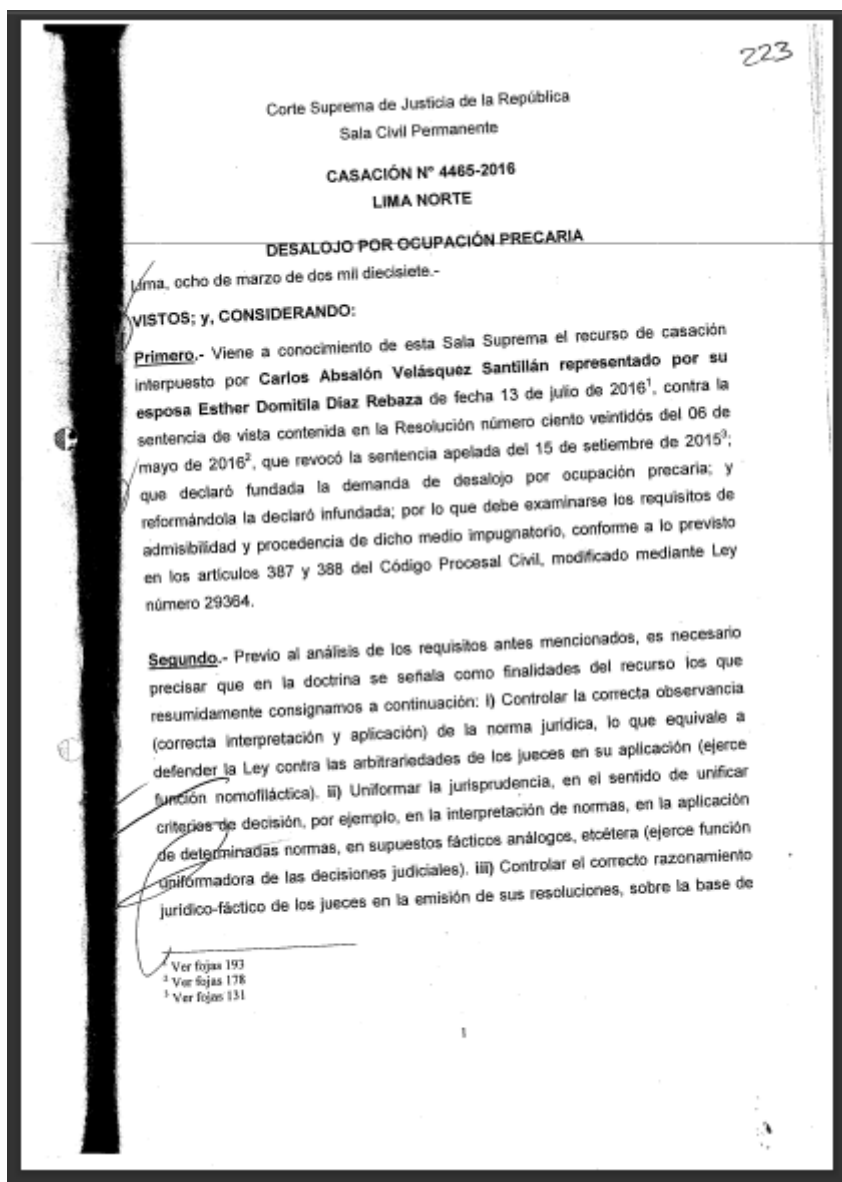 223
Corte Suprema de Justicia de la República
Sala Civil Permanente
CASACIÓN N° 4465-2016
LIMA NORTE
DESALOJO POR OCUPACIÓN PRECARIA
Lima, ocho de marzo de dos mil diecisiete.-
VISTOS; y, CONSIDERANDO:
Primero.- Viene a conocimiento de esta Sala Suprema el recurso de casación
interpuesto por Carlos Absalón Velásquez Santillán representado por su
esposa Esther Domitila Diaz Rebaza de fecha 13 de julio de 2016¹, contra la
sentencia de vista contenida en la Resolución número ciento veintidós del 06 de
mayo de 2016², que revocó la sentencia apelada del 15 de setiembre de 2015³;
que declaró fundada la demanda de desalojo por ocupación precaria; y
reformándola la declaró infundada; por lo que debe examinarse los requisitos de
admisibilidad y procedencia de dicho medio impugnatorio, conforme a lo previsto
en los artículos 387 y 388 del Código Procesal Civil, modificado mediante Ley
número 29364.
Segundo.- Previo al análisis de los requisitos antes mencionados, es necesario
precisar que en la doctrina se señala como finalidades del recurso los que
resumidamente consignamos a continuación: i) Controlar la correcta observancia
(correcta interpretación y aplicación) de la norma jurídica, lo que equivale a
defender la Ley contra las arbitrariedades de los jueces en su aplicación (ejerce
función nomofiláctica). ii) Uniformar la jurisprudencia, en el sentido de unificar
criterios de decisión, por ejemplo, en la interpretación de normas, en la aplicación
de determinadas normas, en supuestos fácticos análogos, etcétera (ejerce función
uniformadora de las decisiones judiciales). iii) Controlar el correcto razonamiento
jurídico-fáctico de los jueces en la emisión de sus resoluciones, sobre la base de
¹ Ver fojas 193
² Ver fojas 178
³ Ver fojas 131
1